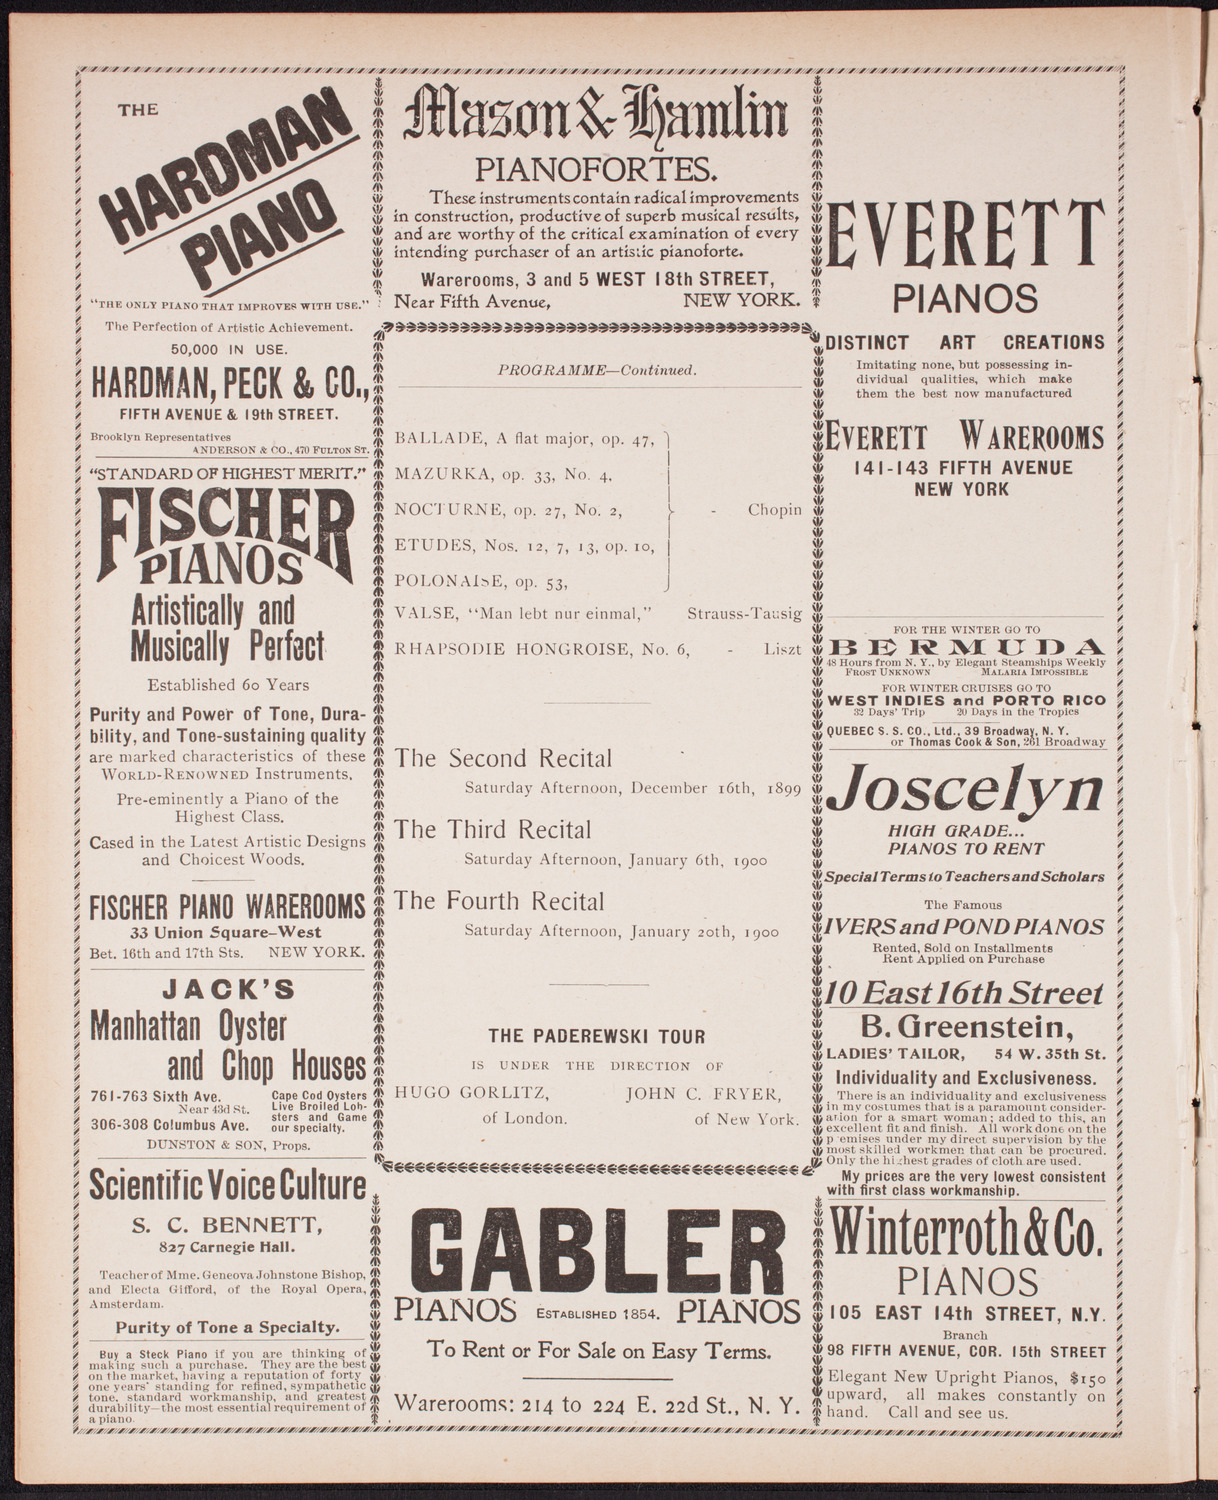 THE
HARDMAN
PIANO
"THE ONLY PIANO THAT IMPROVES WITH USE."
The Perfection of Artistic Achievement.
50,000 IN USE.
HARDMAN, PECK & CO.,
FIFTH AVENUE & 19th STREET.
Brooklyn Representatives
ANDERSON & CO., 470 FULTON ST.
"STANDARD OF HIGHEST MERIT."
FISCHER
PIANOS
Artistically and
Musically Perfect
Established 60 Years
Purity and Power of Tone, Dura-
bility, and Tone-sustaining quality
are marked characteristics of these
WORLD-RENOWNED Instruments.
Pre-eminently a Piano of the
Highest Class.
Cased in the Latest Artistic Designs
and Choicest Woods.
FISCHER PIANO WAREROOMS
33 Union Square–West
Bet. 16th and 17th Sts. NEW YORK.
JACK'S
Manhattan Oyster
and Chop Houses
761-763 Sixth Ave.
Near 43d St.
306-308 Columbus Ave.
Cape Cod Oysters
Live Broiled Lob-
sters and Game
our specialty.
DUNSTON & SON, Props.
Scientific Voice Culture
S. C. BENNETT,
827 Carnegie Hall.
Teacher of Mme. Geneova Johnstone Bishop,
and Electa Gifford, of the Royal Opera,
Amsterdam.
Purity of Tone a Specialty.
Buy a Steck Piano if you are thinking of
making such a purchase. They are the best
on the market, having a reputation of forty
one years' standing for refined, sympathetic
tone, standard workmanship, and greatest
durability—the most essential requirement of
a piano.
Mason & Hamlin
PIANOFORTES.
These instruments contain radical improvements
in construction, productive of superb musical results,
and are worthy of the critical examination of every
intending purchaser of an artistic pianoforte.
Warerooms, 3 and 5 WEST 18th STREET,
Near Fifth Avenue, NEW YORK.
PROGRAMME—Continued.
BALLADE, A flat major, op. 47,
MAZURKA, op. 33, No. 4,
NOCTURNE, op. 27, No. 2, - Chopin
ETUDES, Nos. 12, 7, 13, op. 10,
POLONAISE, op. 53,
VALSE, "Man lebt nur einmal," Strauss-Tausig
RHAPSODIE HONGROISE, No. 6, - Liszt
The Second Recital
Saturday Afternoon, December 16th, 1899
The Third Recital
Saturday Afternoon, January 6th, 1900
The Fourth Recital
Saturday Afternoon, January 20th, 1900
THE PADEREWSKI TOUR
IS UNDER THE DIRECTION OF
HUGO GORLITZ, JOHN C. FRYER,
of London. of New York.
GABLER
PIANOS ESTABLISHED 1854. PIANOS
To Rent or For Sale on Easy Terms.
Warerooms: 214 to 224 E. 22d St., N. Y.
EVERETT
PIANOS
DISTINCT ART CREATIONS
Imitating none, but possessing in-
dividual qualities, which make
them the best now manufactured
EVERETT WAREROOMS
141-143 FIFTH AVENUE
NEW YORK
FOR THE WINTER GO TO
BERMUDA
48 Hours from N. Y., by Elegant Steamships Weekly
FROST UNKNOWN MALARIA IMPOSSIBLE
FOR WINTER CRUISES GO TO
WEST INDIES and PORTO RICO
32 Days' Trip 20 Days in the Tropics
QUEBEC S. S. CO., Ltd., 39 Broadway, N. Y.
or Thomas Cook & Son, 261 Broadway
Joscelyn
HIGH GRADE...
PIANOS TO RENT
Special Terms to Teachers and Scholars
The Famous
IVERS and POND PIANOS
Rented, Sold on Installments
Rent Applied on Purchase
10 East 16th Street
B. Greenstein,
LADIES' TAILOR, 54 W. 35th St.
Individuality and Exclusiveness.
There is an individuality and exclusiveness
in my costumes that is a paramount consider-
ation for a smart woman; added to this, an
excellent fit and finish. All work done on the
premises under my direct supervision by the
most skilled workmen that can be procured.
Only the highest grades of cloth are used.
My prices are the very lowest consistent
with first class workmanship.
Winterroth & Co.
PIANOS
105 EAST 14th STREET, N.Y.
Branch
98 FIFTH AVENUE, COR. 15th STREET
Elegant New Upright Pianos, $150
upward, all makes constantly on
hand. Call and see us.